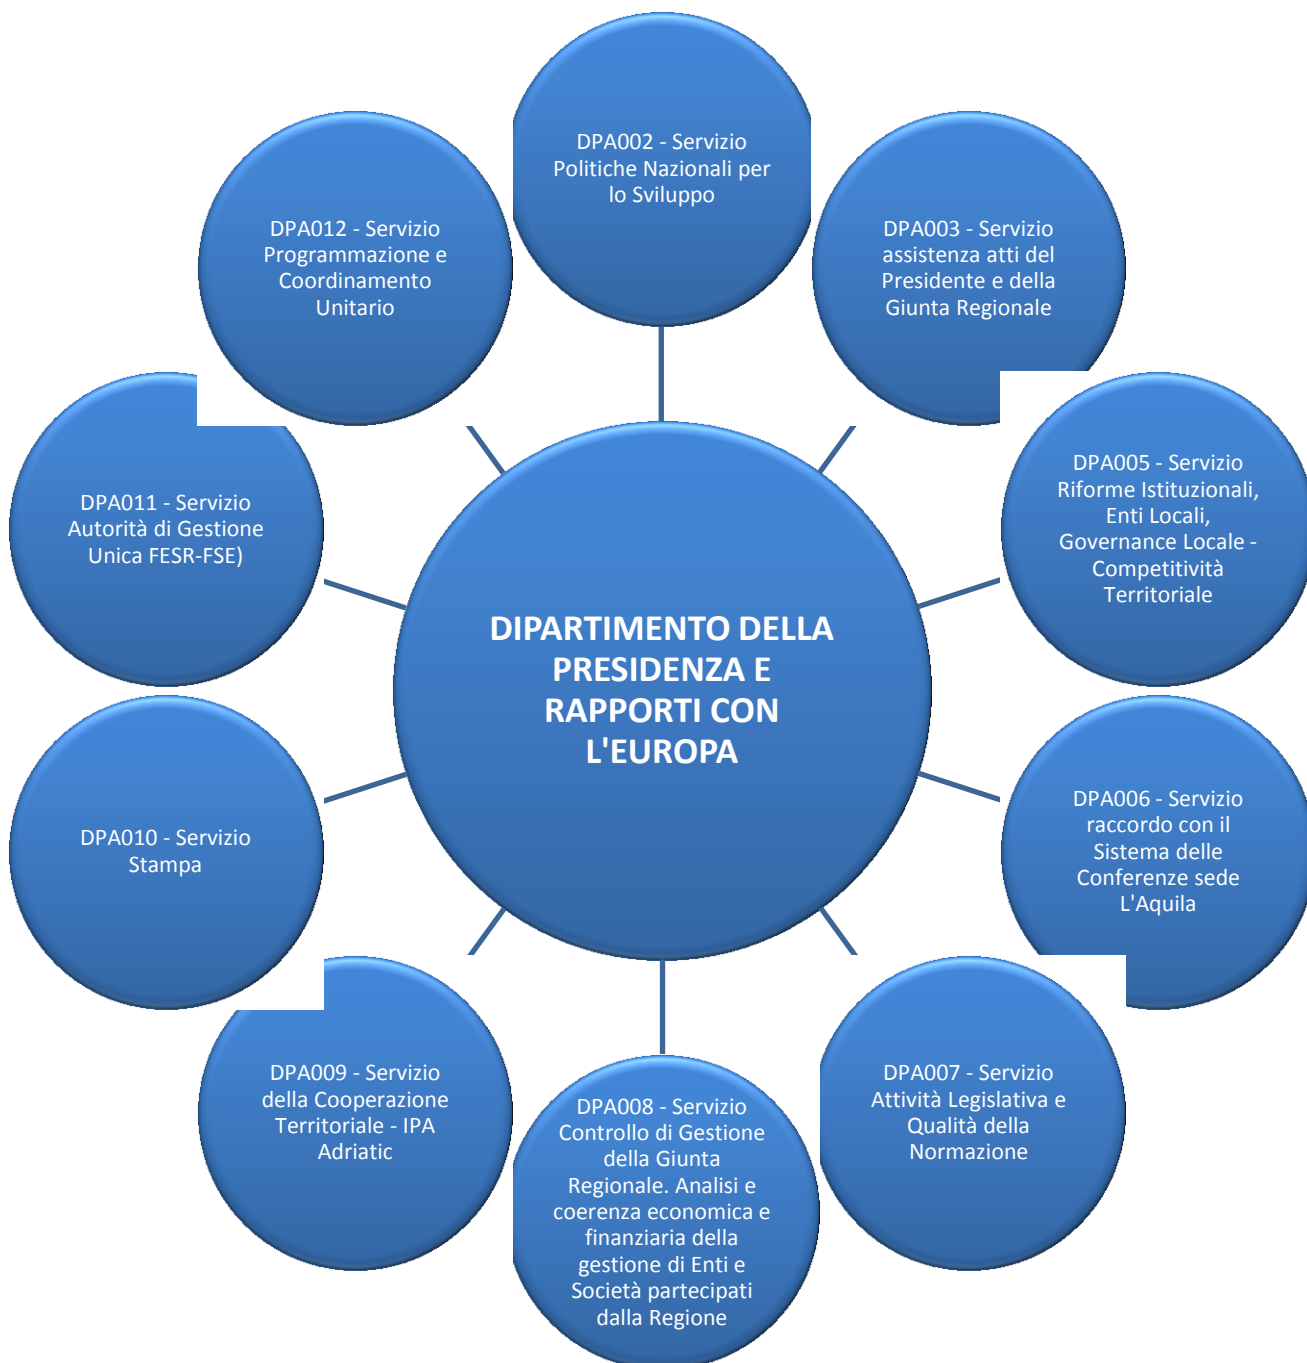 DPA002 - Servizio
Politiche Nazionali per
lo Sviluppo
DPA003 - Servizio
assistenza atti del
Presidente e della
Giunta Regionale
DPA005 - Servizio
Riforme Istituzionali,
Enti Locali,
Governance Locale -
Competitività
Territoriale
DPA006 - Servizio
raccordo con il
Sistema delle
Conferenze sede
L'Aquila
DPA007 - Servizio
Attività Legislativa e
Qualità della
Normazione
DPA008 - Servizio
Controllo di Gestione
della Giunta
Regionale. Analisi e
coerenza economica e
finanziaria della
gestione di Enti e
Società partecipati
dalla Regione
DPA009 - Servizio
della Cooperazione
Territoriale - IPA
Adriatic
DPA010 - Servizio
Stampa
DPA011 - Servizio
Autorità di Gestione
Unica FESR-FSE)
DPA012 - Servizio
Programmazione e
Coordinamento
Unitario
DIPARTIMENTO DELLA
PRESIDENZA E
RAPPORTI CON
L'EUROPA